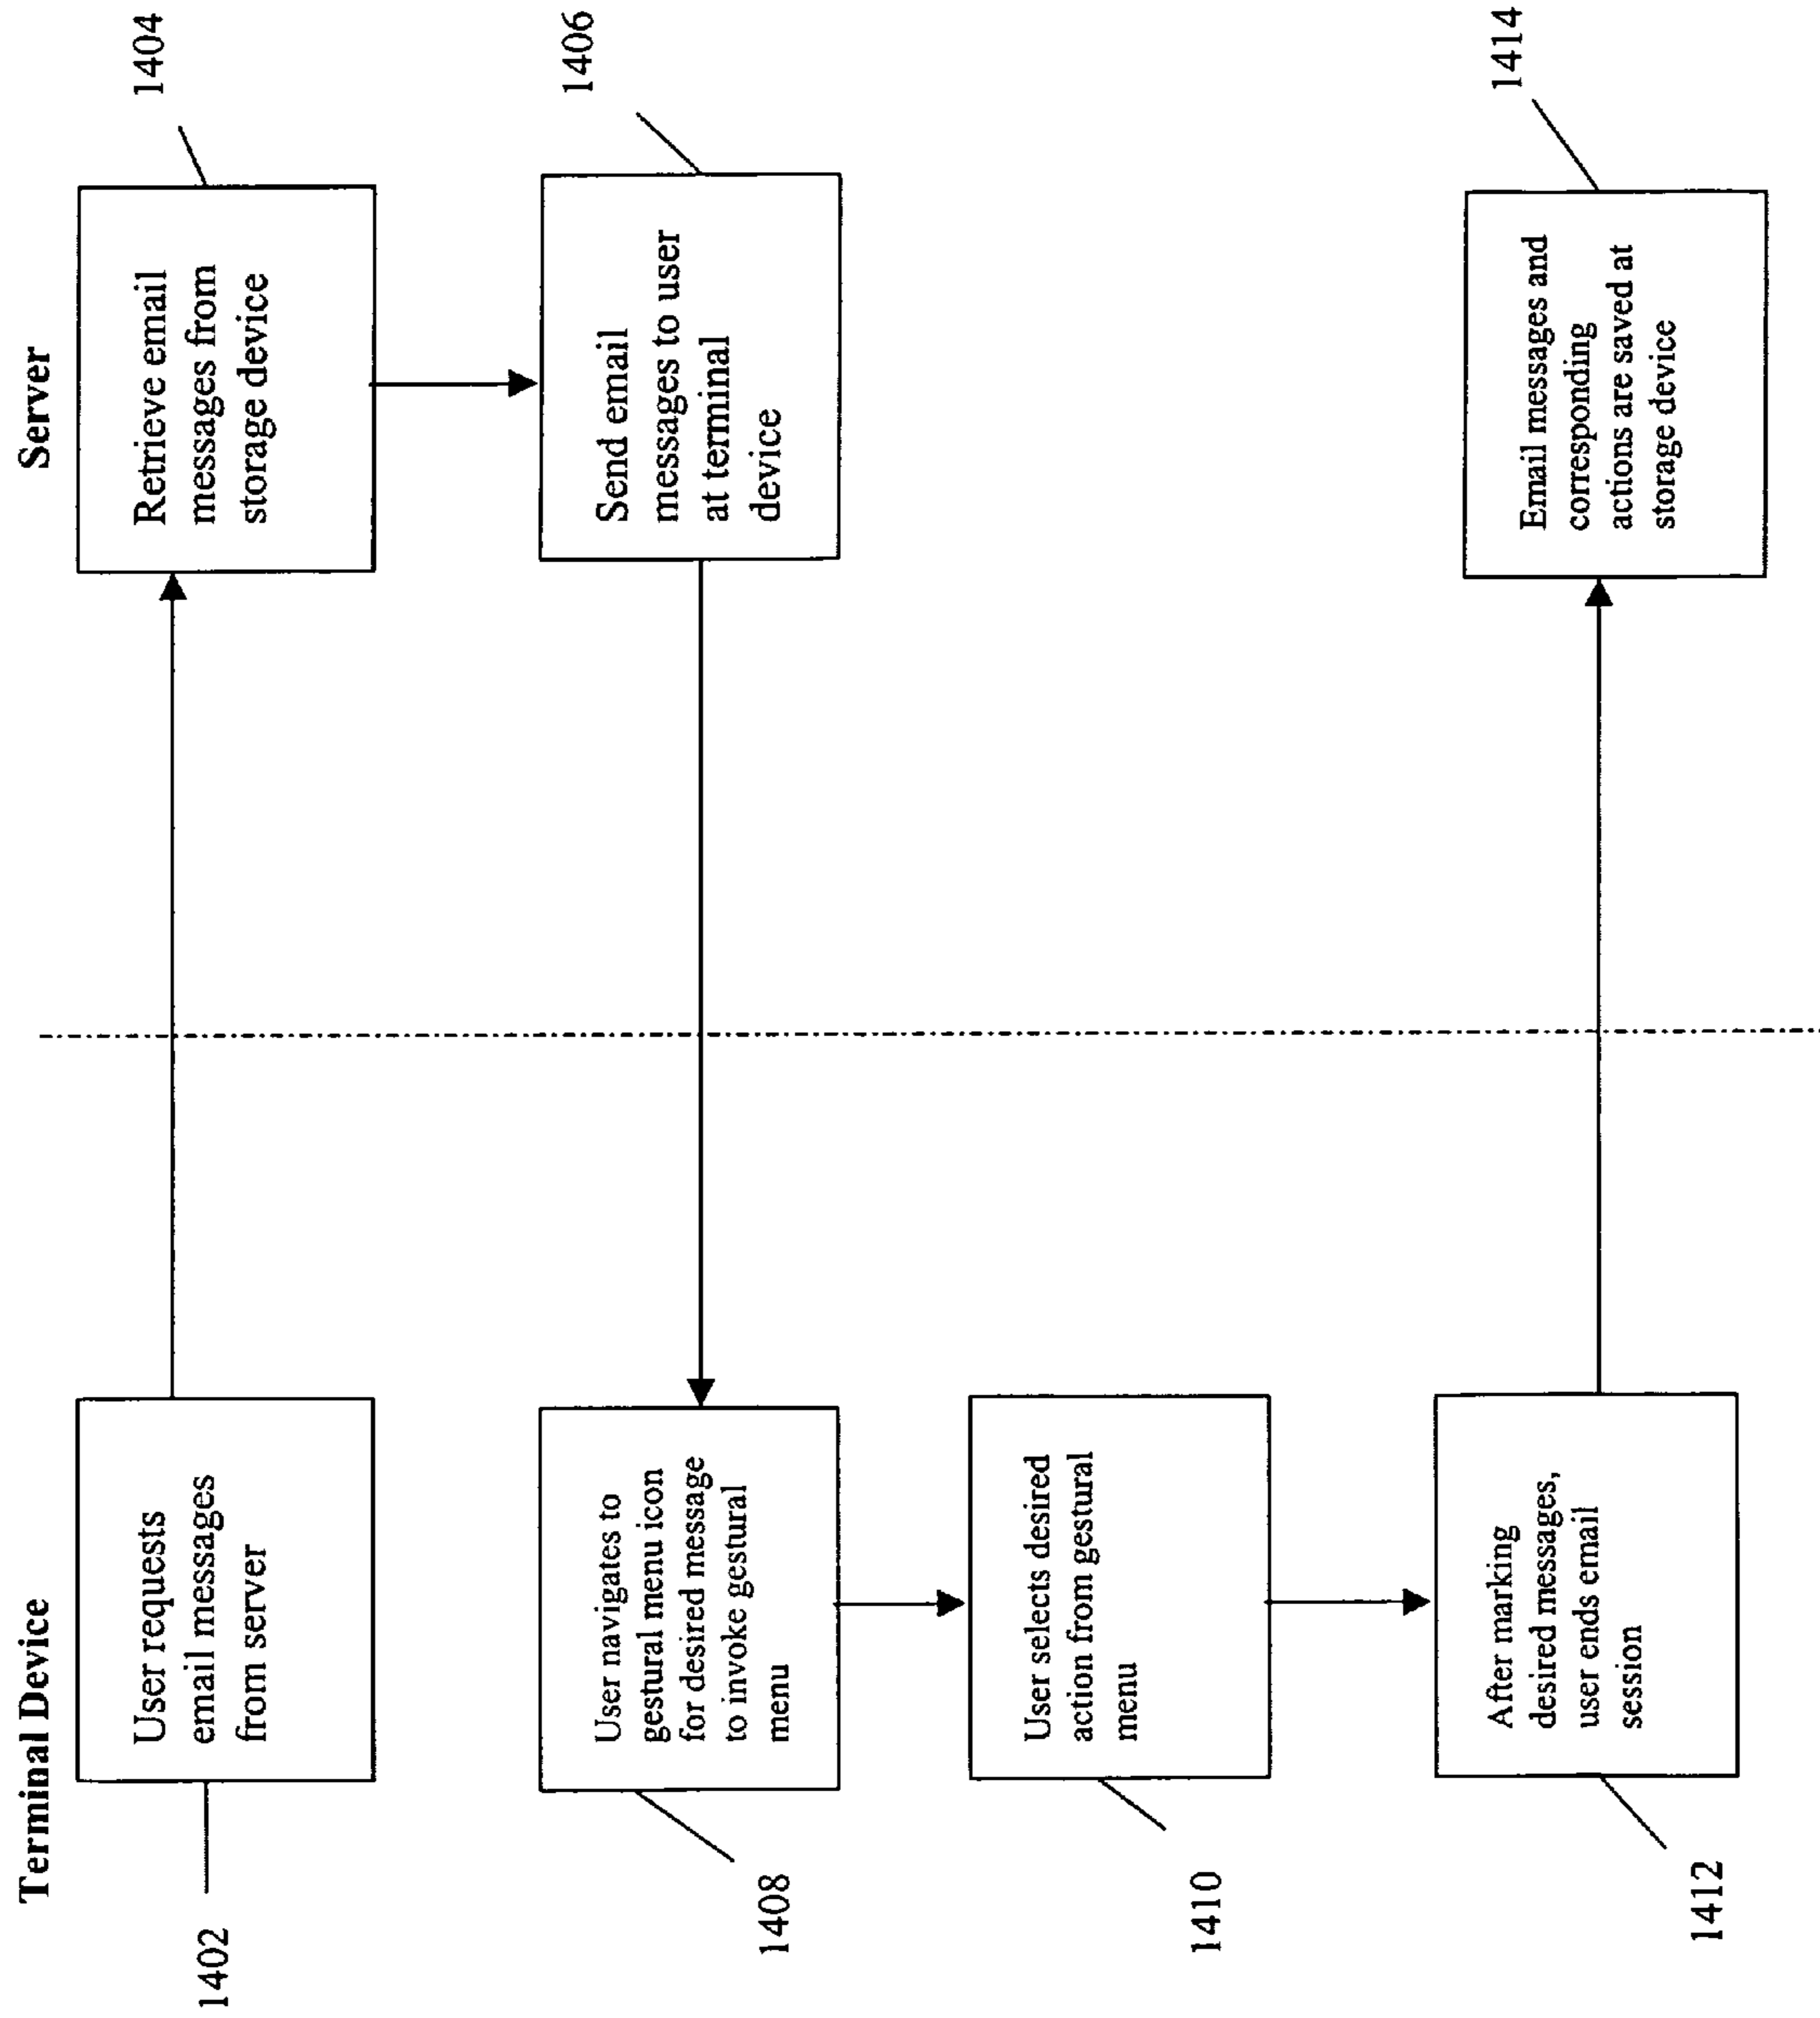 Terminal Device
Server
1402
User requests
email messages
from server
Retrieve email
messages from
storage device
1404
Send email
messages to user
at terminal
device
1406
1408
User navigates to
gestural menu icon
for desired message
to invoke gestural
menu
1410
User selects desired
action from gestural
menu
1412
After marking
desired messages,
user ends email
session
Email messages and
corresponding
actions are saved at
storage device
1414